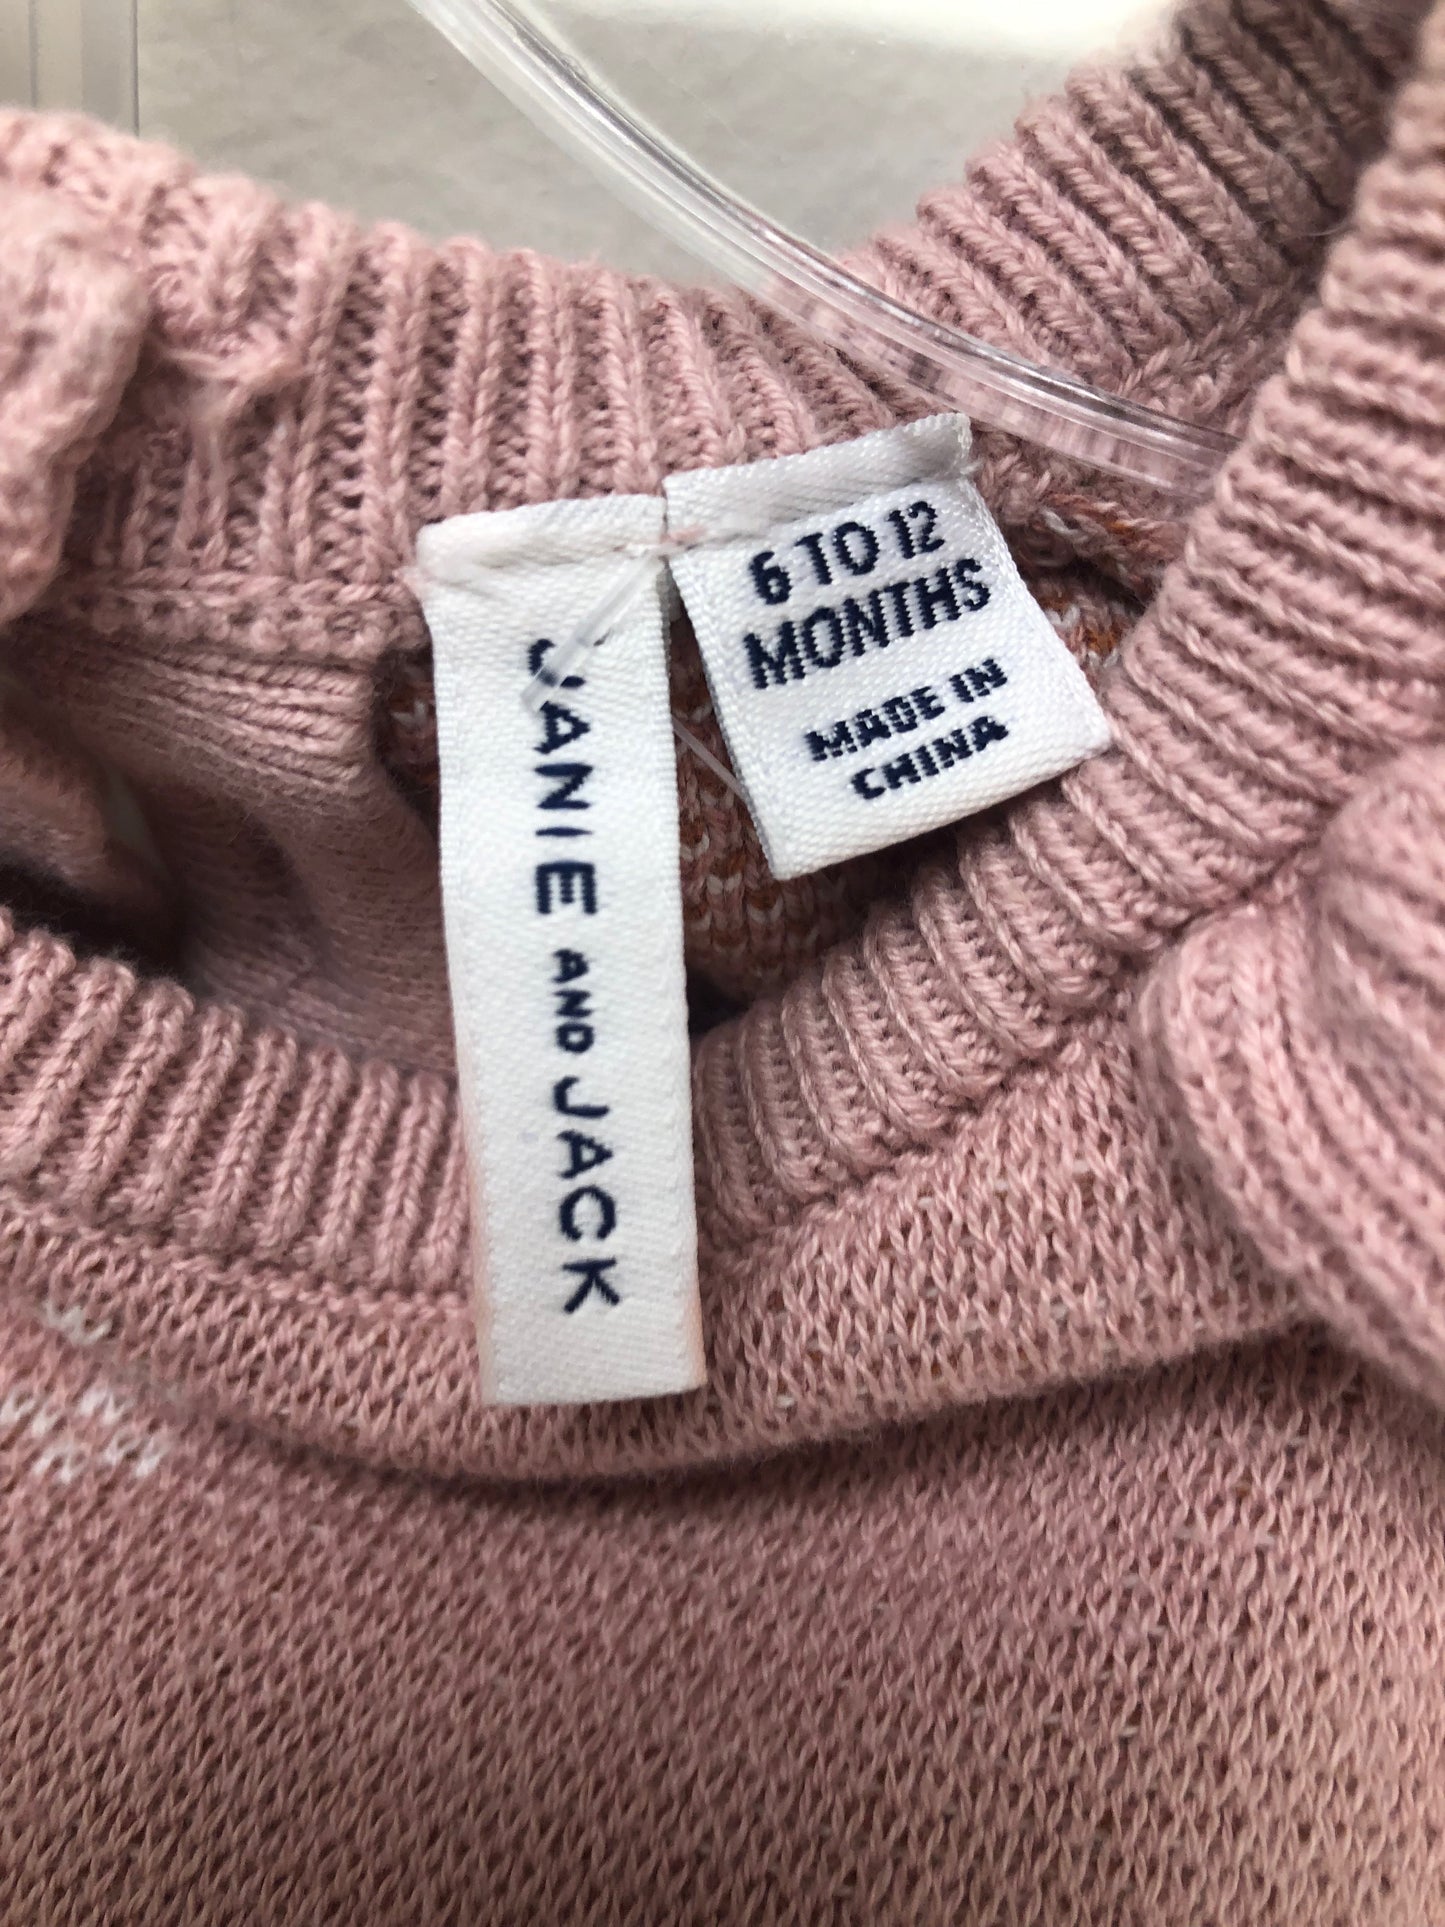 JANIE AND JACK
6 TO 12
MONTHS
MADE IN
CHINA